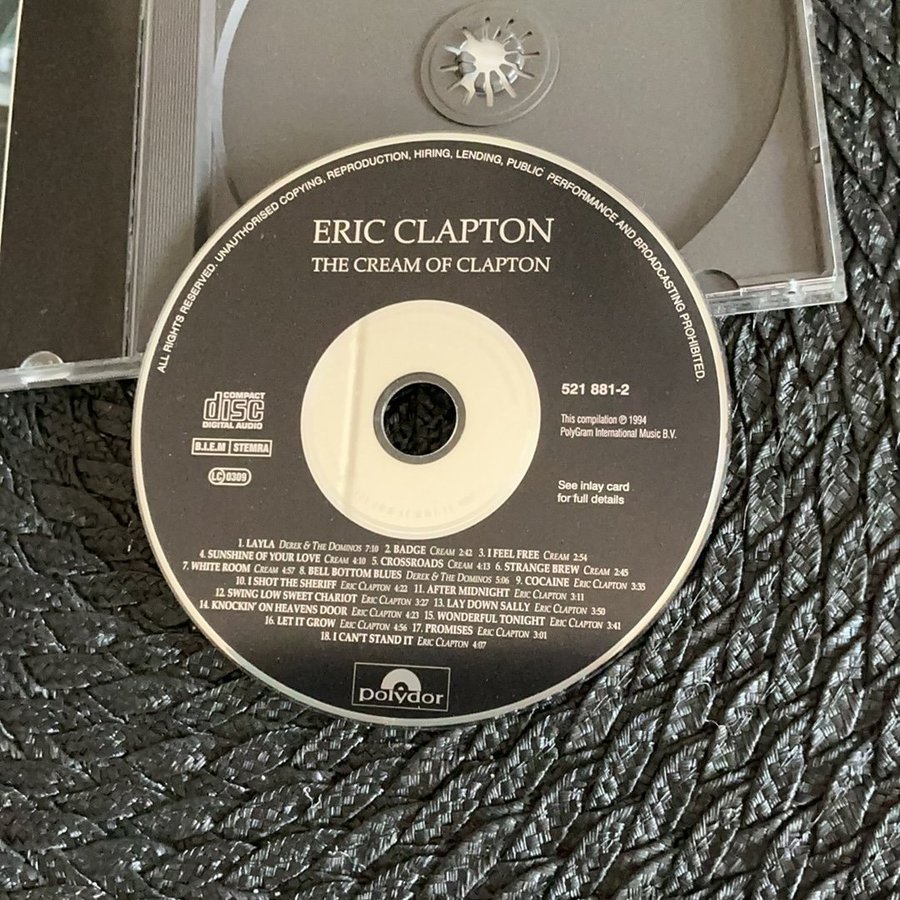 ALL RIGHTS RESERVED. UNAUTHORISED COPYING, REPRODUCTION, HIRING, LENDING, PUBLIC PERFORMANCE AND BROADCASTING PROHIBITED.
ERIC CLAPTON
THE CREAM OF CLAPTON
COMPACT
disc
DIGITAL AUDIO
B.I.E.M STEMRA
LC 0309
521 881-2
This compilation ℗ 1994
PolyGram International Music B.V.
See inlay card
for full details
1. LAYLA DEREK & THE DOMINOS 7:10 2. BADGE CREAM 2:42 3. I FEEL FREE CREAM 2:54
4. SUNSHINE OF YOUR LOVE CREAM 4:10 5. CROSSROADS CREAM 4:13 6. STRANGE BREW CREAM 2:45
7. WHITE ROOM CREAM 4:57 8. BELL BOTTOM BLUES DEREK & THE DOMINOS 5:06 9. COCAINE ERIC CLAPTON 3:35
10. I SHOT THE SHERIFF ERIC CLAPTON 4:22 11. AFTER MIDNIGHT ERIC CLAPTON 3:11
12. SWING LOW SWEET CHARIOT ERIC CLAPTON 3:27 13. LAY DOWN SALLY ERIC CLAPTON 3:50
14. KNOCKIN' ON HEAVENS DOOR ERIC CLAPTON 4:23 15. WONDERFUL TONIGHT ERIC CLAPTON 3:41
16. LET IT GROW ERIC CLAPTON 4:56 17. PROMISES ERIC CLAPTON 3:01
18. I CAN'T STAND IT ERIC CLAPTON 4:07
polydor